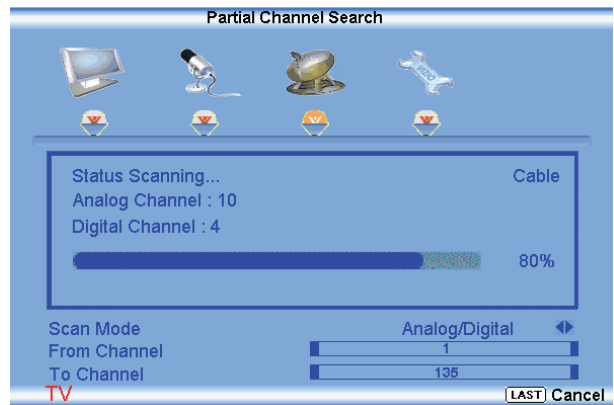 Partial Channel Search
VIZIO
Status Scanning... Cable
Analog Channel : 10
Digital Channel : 4
80%
Scan Mode Analog/Digital
From Channel 1
To Channel 135
TV LAST Cancel